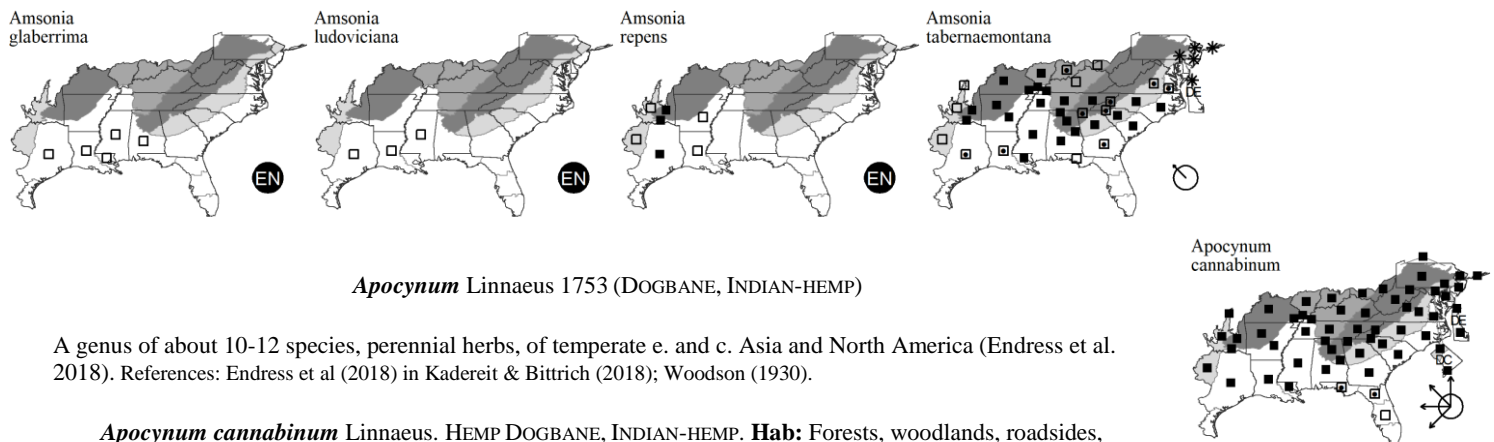 Amsonia
glaberrima
EN
Amsonia
ludoviciana
EN
Amsonia
repens
EN
Amsonia
tabernaemontana
DE
Apocynum
cannabinum
DE
DC
Apocynum Linnaeus 1753 (DOGBANE, INDIAN-HEMP)
A genus of about 10-12 species, perennial herbs, of temperate e. and c. Asia and North America (Endress et al.
2018). References: Endress et al (2018) in Kadereit & Bittrich (2018); Woodson (1930).
Apocynum cannabinum Linnaeus. HEMP DOGBANE, INDIAN-HEMP. Hab: Forests, woodlands, roadsides,